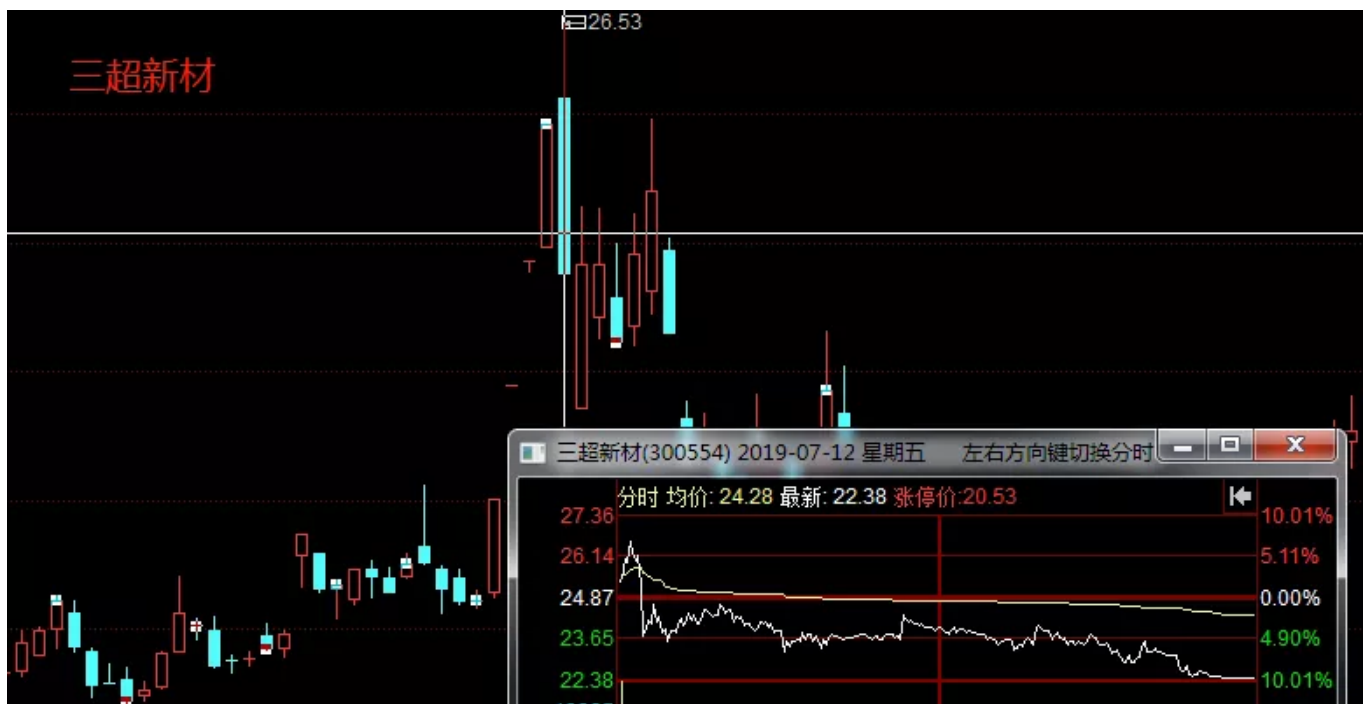 26.53
三超新材
三超新材(300554) 2019-07-12 星期五 左右方向键切换分时
分时 均价: 24.28 最新: 22.38 涨停价:20.53
27.36 10.01%
26.14 5.11%
24.87 0.00%
23.65 4.90%
22.38 10.01%